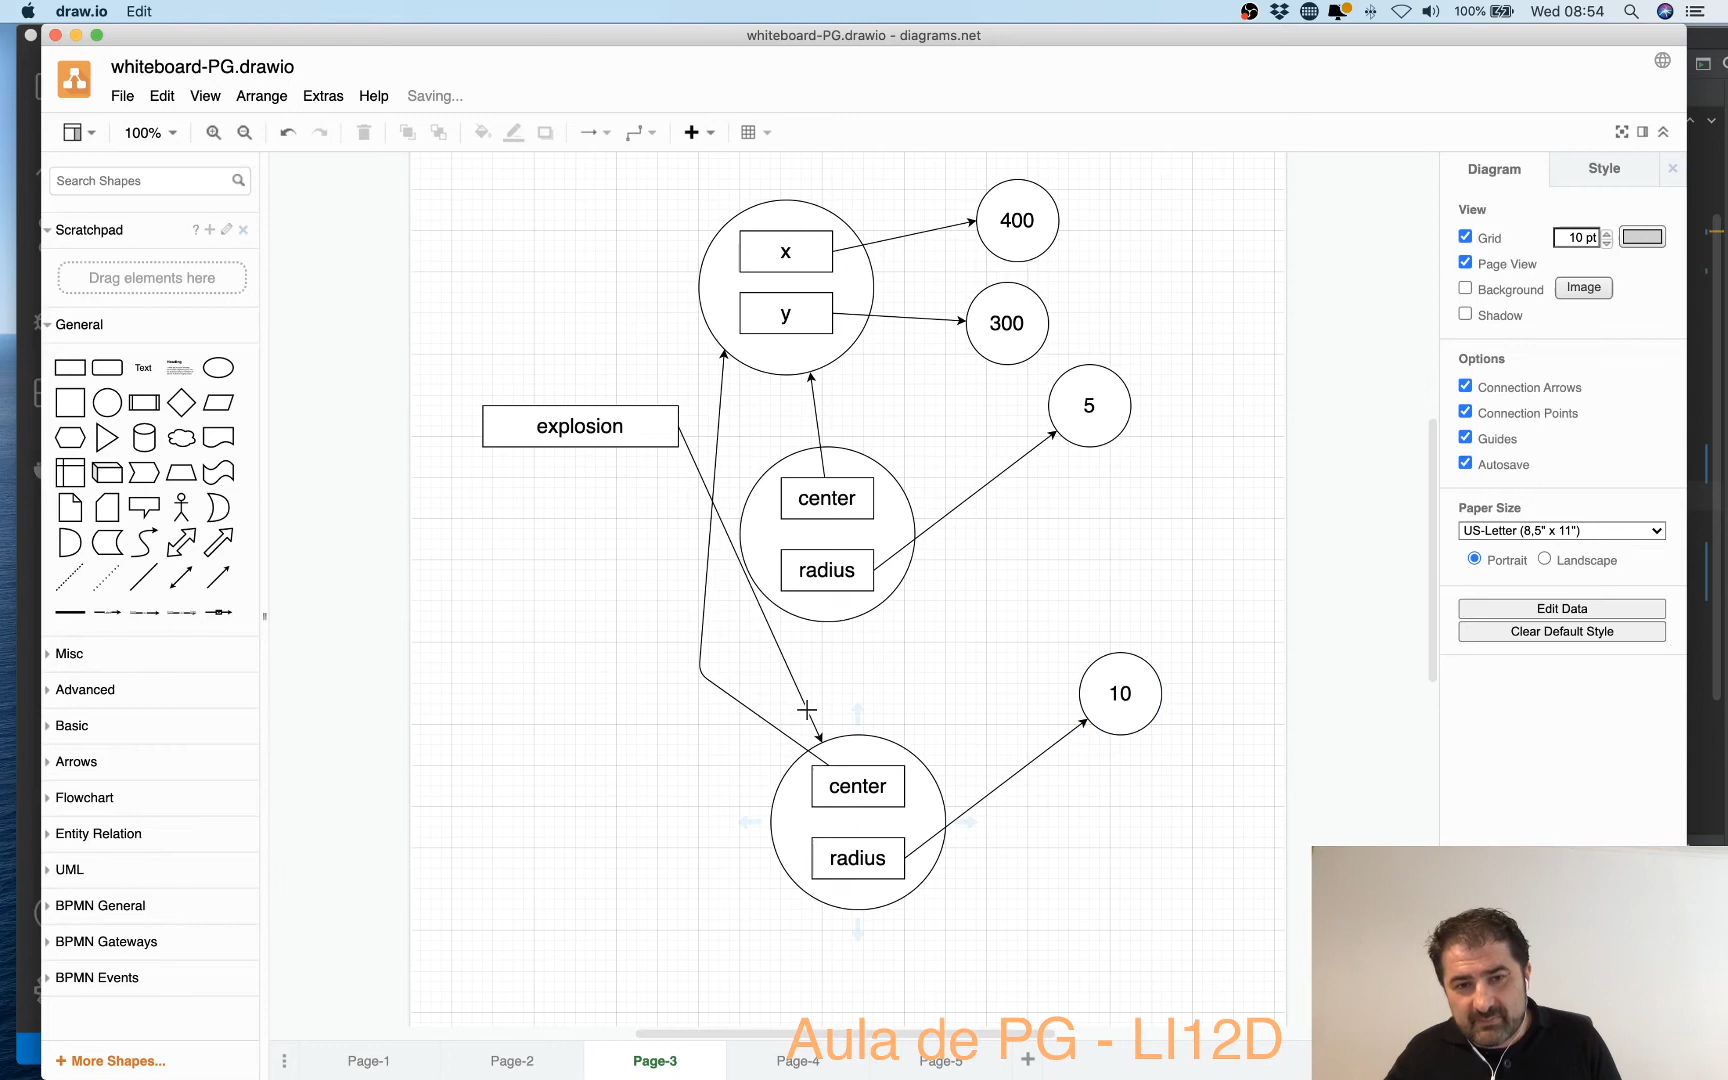 draw.io Edit
100% Wed 08:54
whiteboard-PG.drawio - diagrams.net
whiteboard-PG.drawio
File Edit View Arrange Extras Help Saving...
100%
Search Shapes
Scratchpad ?
Drag elements here
General
Text
Heading
Misc
Advanced
Basic
Arrows
Flowchart
Entity Relation
UML
BPMN General
BPMN Gateways
BPMN Events
+ More Shapes...
x
400
y
300
5
explosion
center
radius
10
center
radius
Page-1 Page-2 Page-3 Page-4 Page-5
Aula de PG - LI12D
Diagram Style
View
Grid 10 pt
Page View
Background Image
Shadow
Options
Connection Arrows
Connection Points
Guides
Autosave
Paper Size
US-Letter (8,5" x 11")
Portrait Landscape
Edit Data
Clear Default Style